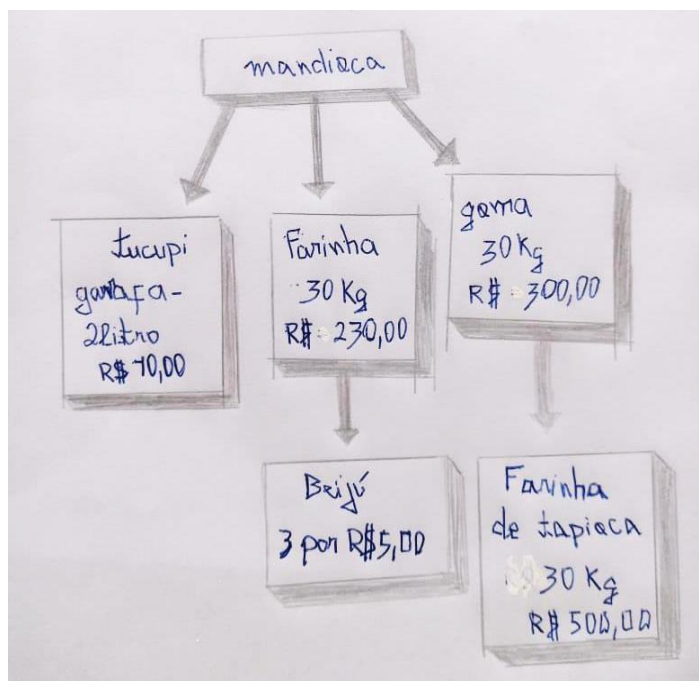 mandioca
tucupi
garrafa-
2litro
R$ 10,00
Farinha
30 Kg
R$ 230,00
goma
30 Kg
R$ 300,00
Beijú
3 por R$5,00
Farinha
de tapioca
30 Kg
R$ 500,00